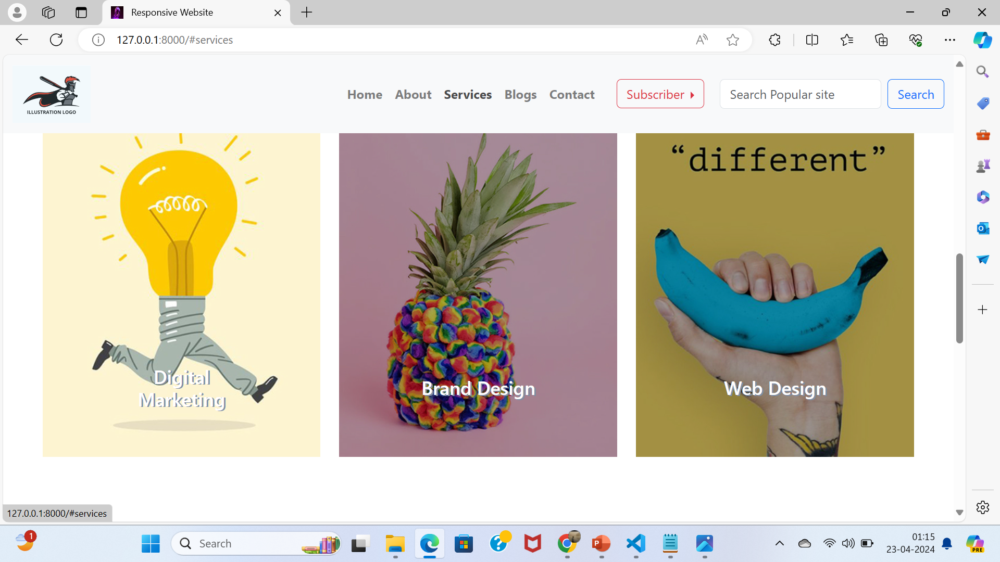 Responsive Website
127.0.0.1:8000/#services
ILLUSTRATION LOGO
Home About Services Blogs Contact Subscriber Search Popular site Search
“different”
Digital
Marketing
Brand Design
Web Design
127.0.0.1:8000/#services
1
Search
01:15
23-04-2024
PRE